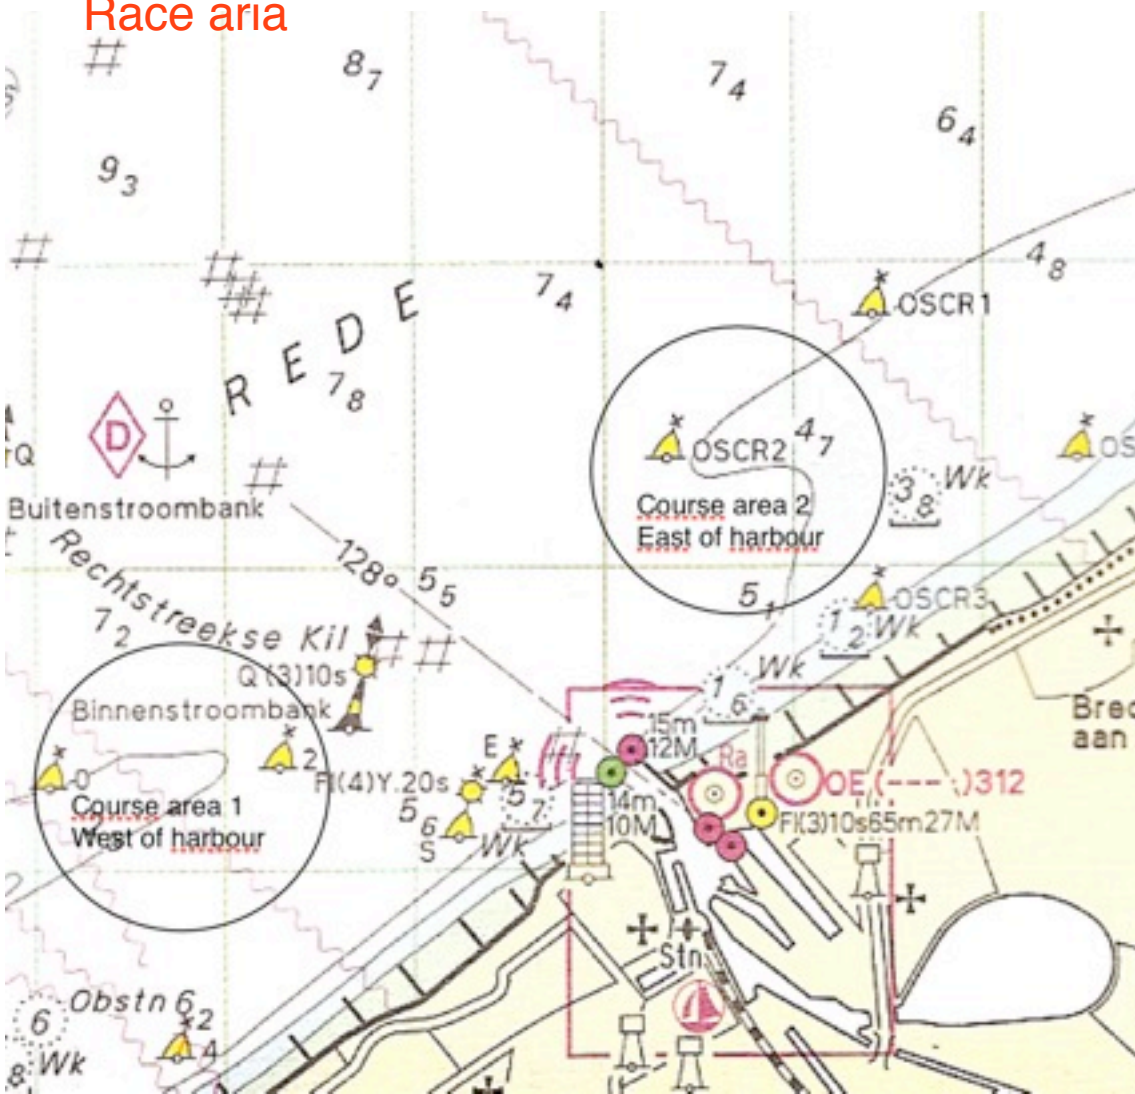 Race aria
8₇
7₄
6₄
9₃
4₈
7₄
OSCR1
REDE
7₈
D
Q
OSCR2
4₇
OS
3₈ Wk
Buitenstroombank
Course area 2
East of harbour
128°
5₅
Rechtstreekse Kil
7₂
5₁
OSCR3
1₂ Wk
Q(3)10s
1₆ Wk
Binnenstroombank
Bred
aan
15m
12M
E
2
Ra
0
Fl(4)Y.20s
5₇
OE(----)312
Course area 1
West of harbour
5₆
S
Wk
14m
10M
Fl(3)10s65m27M
Stn
Obstn 6₂
6
Wk
4
8